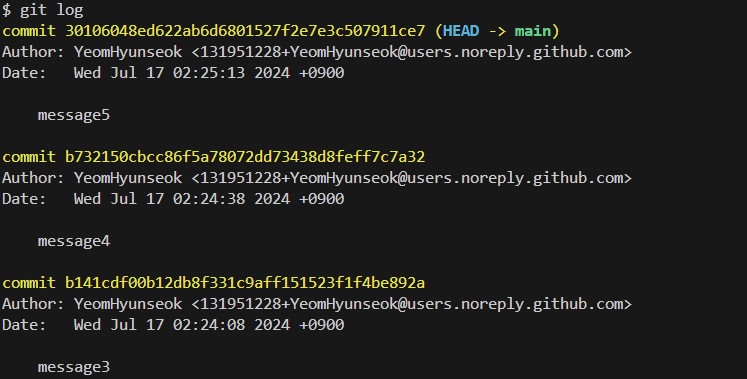 $ git log
commit 30106048ed622ab6d6801527f2e7e3c507911ce7 (HEAD -> main)
Author: YeomHyunseok <131951228+YeomHyunseok@users.noreply.github.com>
Date:   Wed Jul 17 02:25:13 2024 +0900
    message5
commit b732150cbcc86f5a78072dd73438d8feff7c7a32
Author: YeomHyunseok <131951228+YeomHyunseok@users.noreply.github.com>
Date:   Wed Jul 17 02:24:38 2024 +0900
    message4
commit b141cdf00b12db8f331c9aff151523f1f4be892a
Author: YeomHyunseok <131951228+YeomHyunseok@users.noreply.github.com>
Date:   Wed Jul 17 02:24:08 2024 +0900
    message3